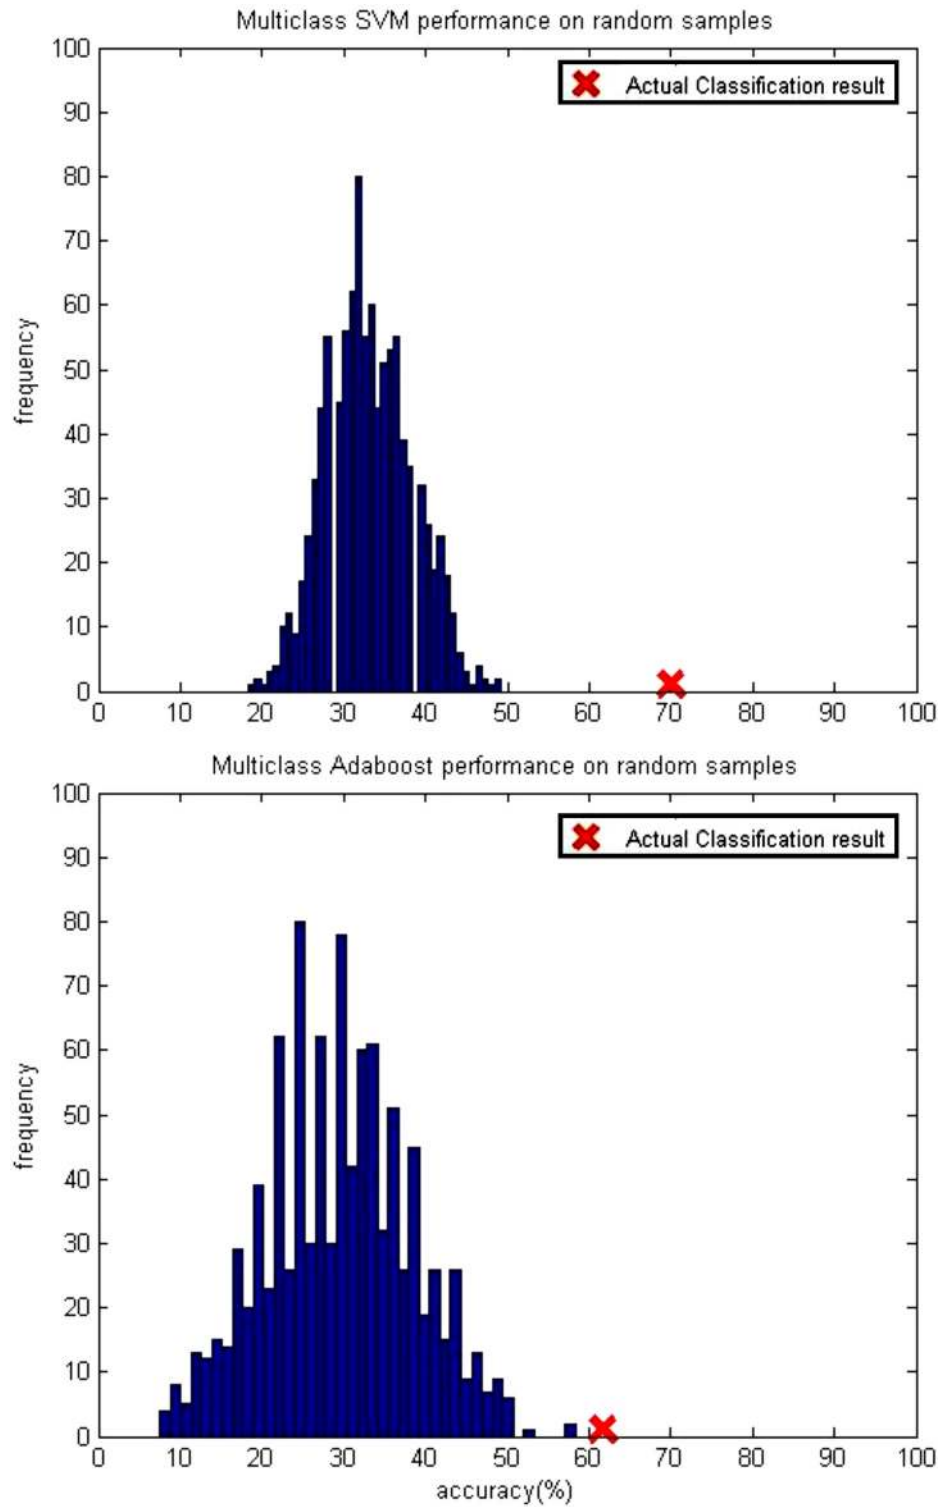 Multiclass SVM performance on random samples
100
Actual Classification result
90
80
70
60
frequency
50
40
30
20
10
0
0 10 20 30 40 50 60 70 80 90 100
Multiclass Adaboost performance on random samples
100
Actual Classification result
90
80
70
60
frequency
50
40
30
20
10
0
0 10 20 30 40 50 60 70 80 90 100
accuracy(%)